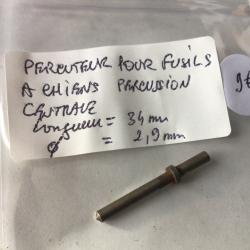 PERCUTEUR POUR FUSILS
A CHIENS PERCUSSION
CENTRALE
Longueur = 34 mm
Ø = 2,9 mm
9€